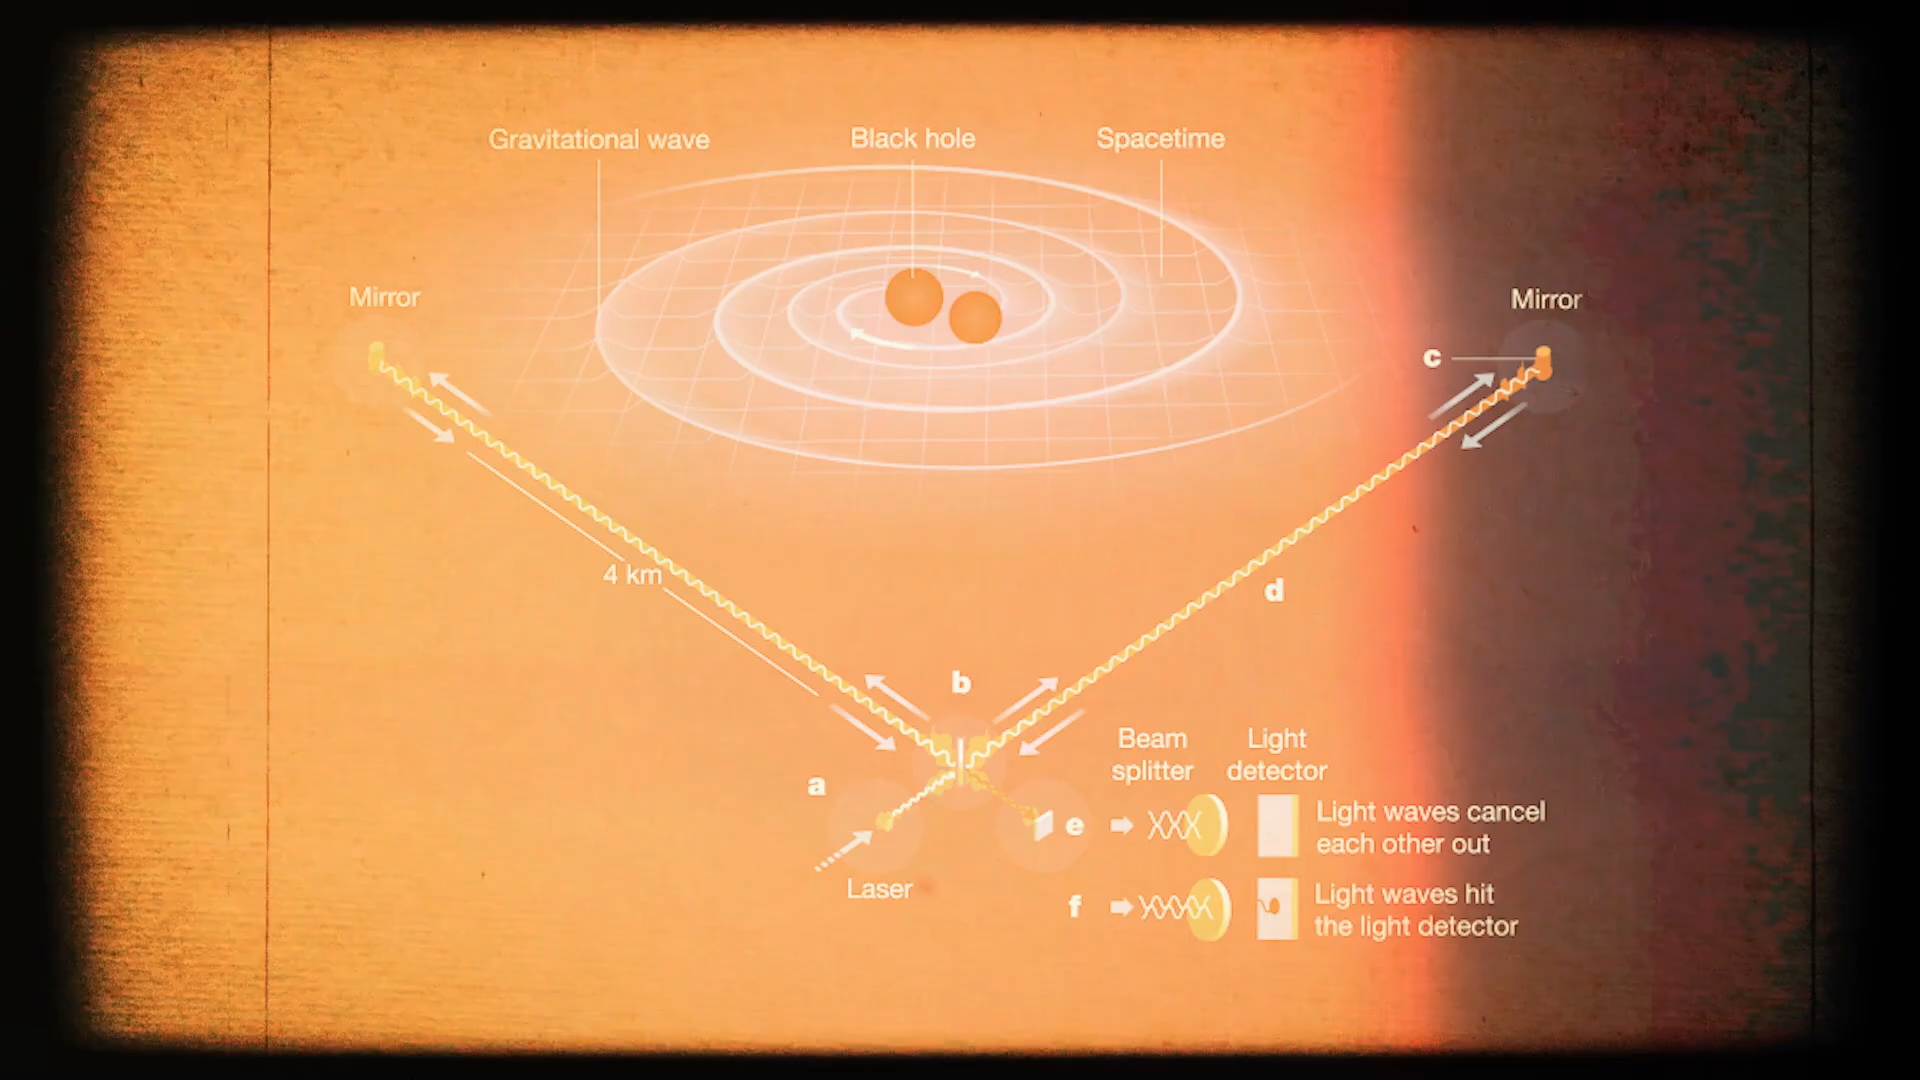 Gravitational wave
Black hole
Spacetime
Mirror
Mirror
c
4 km
d
b
a
Beam
splitter
Light
detector
e
Light waves cancel
each other out
Laser
f
Light waves hit
the light detector